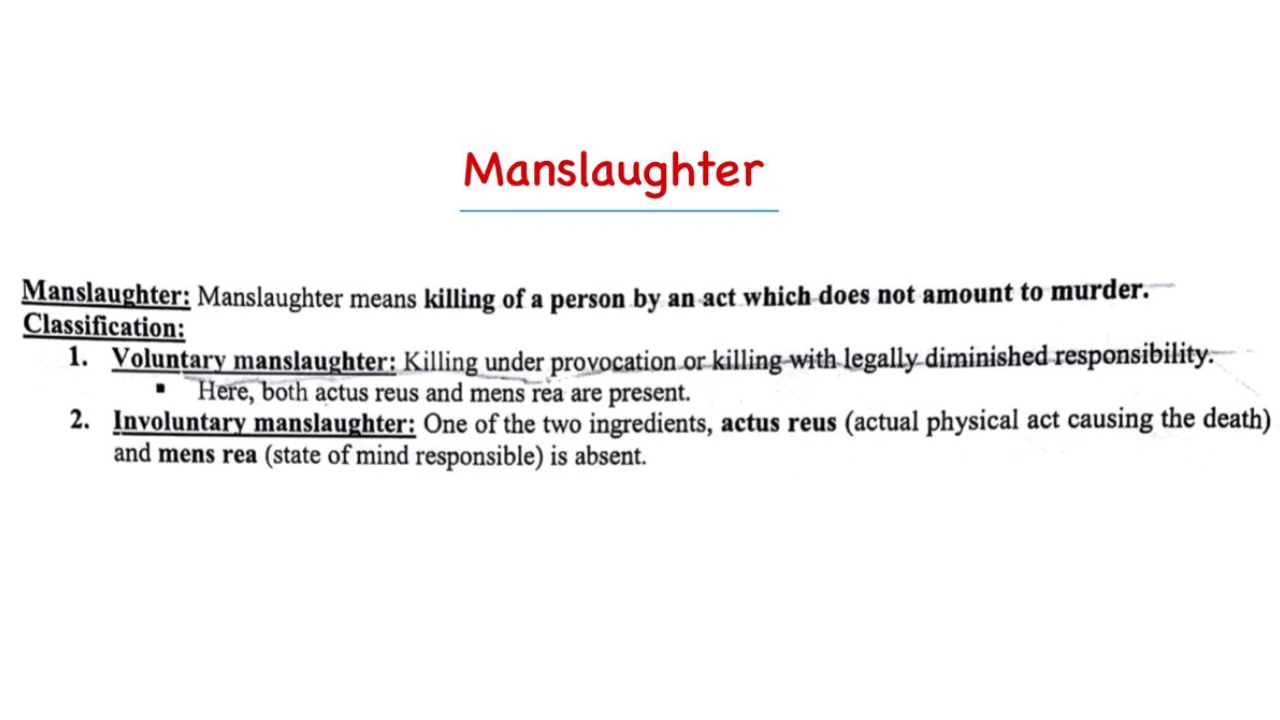 Manslaughter
Manslaughter: Manslaughter means killing of a person by an act which does not amount to murder.
Classification:
1. Voluntary manslaughter: Killing under provocation or killing with legally diminished responsibility.
▪ Here, both actus reus and mens rea are present.
2. Involuntary manslaughter: One of the two ingredients, actus reus (actual physical act causing the death)
and mens rea (state of mind responsible) is absent.